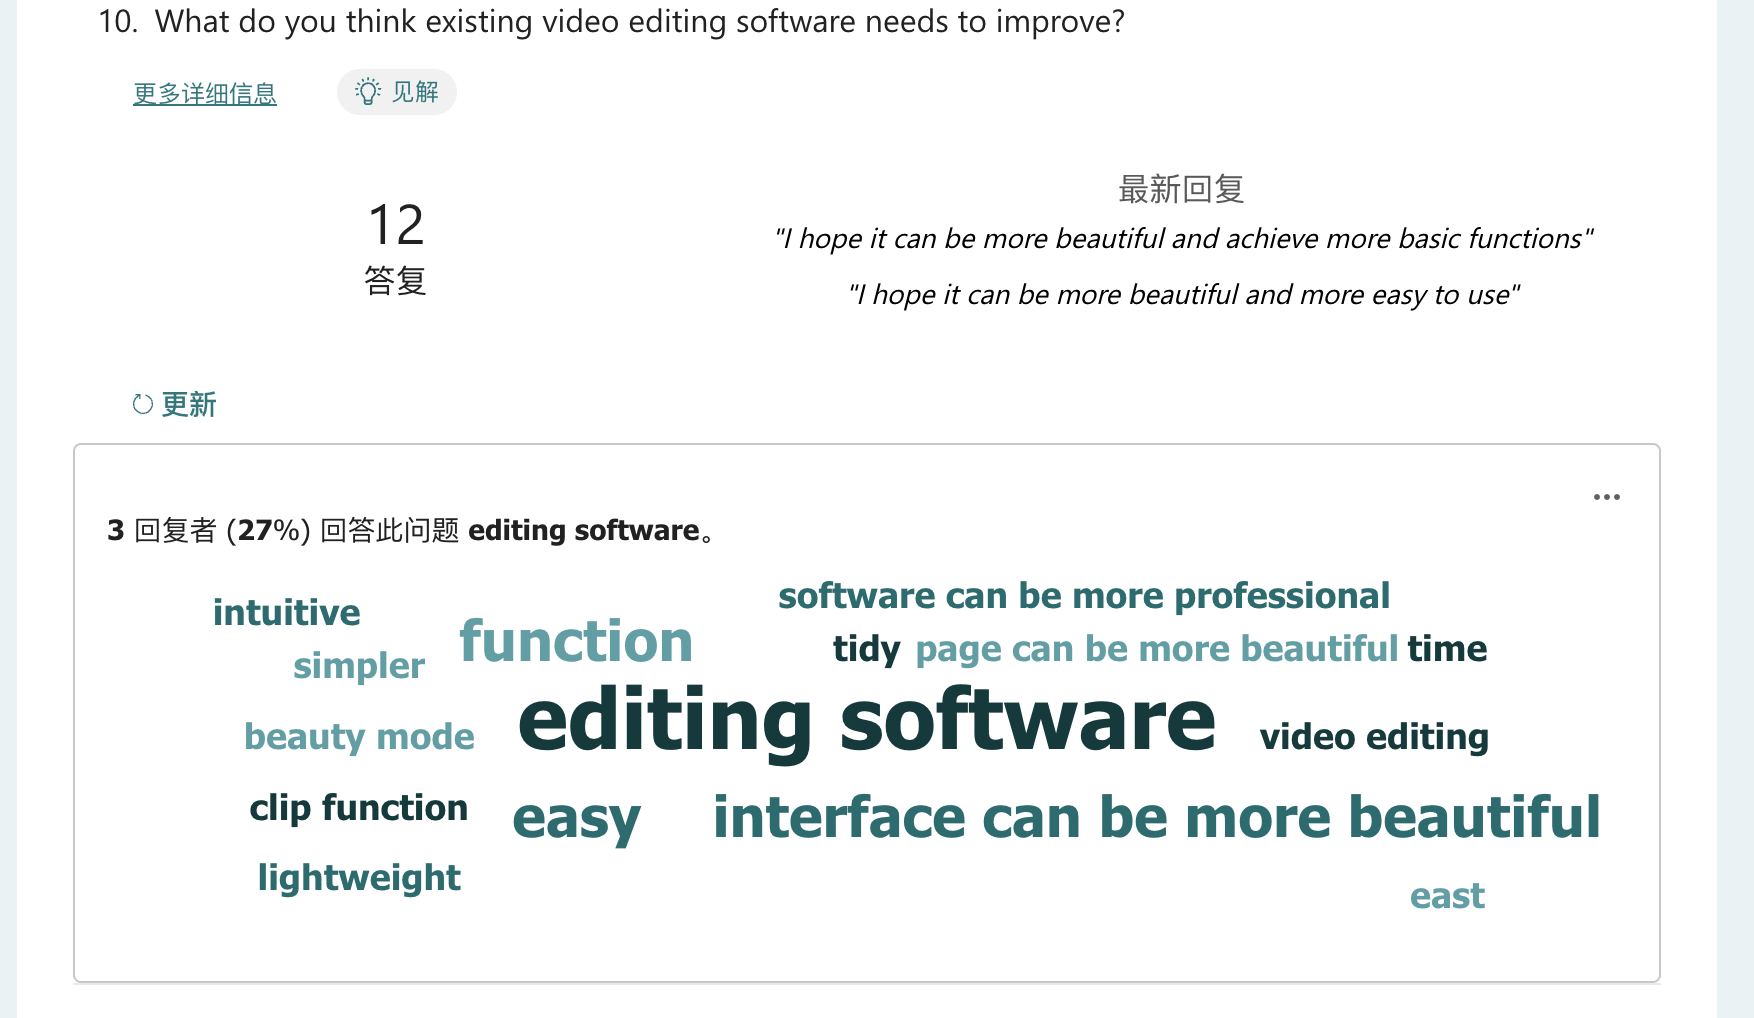 10. What do you think existing video editing software needs to improve?
更多详细信息
见解
12
答复
最新回复
"I hope it can be more beautiful and achieve more basic functions"
"I hope it can be more beautiful and more easy to use"
更新
3 回复者 (27%) 回答此问题 editing software。
software can be more professional
intuitive
function
tidy page can be more beautiful time
simpler
editing software
beauty mode
video editing
clip function
easy
interface can be more beautiful
lightweight
east